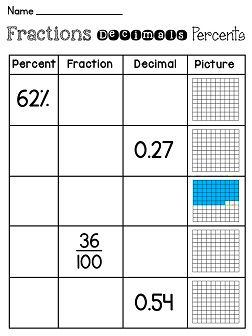 Name
Fractions Decimals Percents
Percent Fraction Decimal Picture
62%
0.27
36
100
0.54